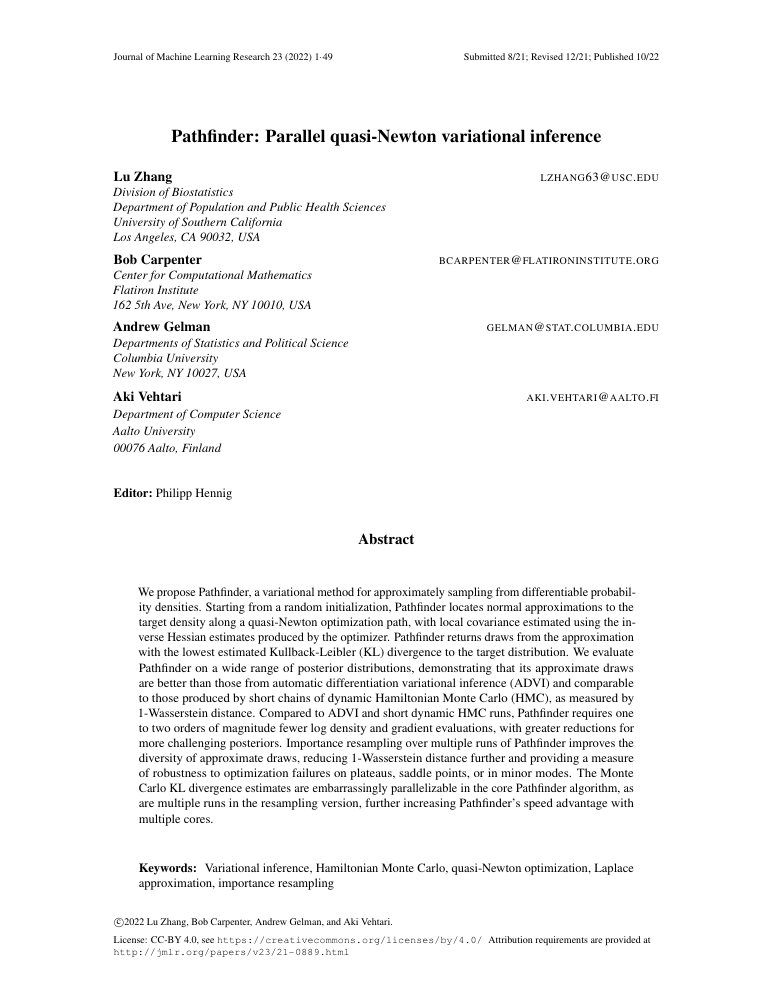 Journal of Machine Learning Research 23 (2022) 1-49 Submitted 8/21; Revised 12/21; Published 10/22
Pathfinder: Parallel quasi-Newton variational inference
Lu Zhang LZHANG63@USC.EDU
Division of Biostatistics
Department of Population and Public Health Sciences
University of Southern California
Los Angeles, CA 90032, USA
Bob Carpenter BCARPENTER@FLATIRONINSTITUTE.ORG
Center for Computational Mathematics
Flatiron Institute
162 5th Ave, New York, NY 10010, USA
Andrew Gelman GELMAN@STAT.COLUMBIA.EDU
Departments of Statistics and Political Science
Columbia University
New York, NY 10027, USA
Aki Vehtari AKI.VEHTARI@AALTO.FI
Department of Computer Science
Aalto University
00076 Aalto, Finland
Editor: Philipp Hennig
Abstract
We propose Pathfinder, a variational method for approximately sampling from differentiable probabil-
ity densities. Starting from a random initialization, Pathfinder locates normal approximations to the
target density along a quasi-Newton optimization path, with local covariance estimated using the in-
verse Hessian estimates produced by the optimizer. Pathfinder returns draws from the approximation
with the lowest estimated Kullback-Leibler (KL) divergence to the target distribution. We evaluate
Pathfinder on a wide range of posterior distributions, demonstrating that its approximate draws
are better than those from automatic differentiation variational inference (ADVI) and comparable
to those produced by short chains of dynamic Hamiltonian Monte Carlo (HMC), as measured by
1-Wasserstein distance. Compared to ADVI and short dynamic HMC runs, Pathfinder requires one
to two orders of magnitude fewer log density and gradient evaluations, with greater reductions for
more challenging posteriors. Importance resampling over multiple runs of Pathfinder improves the
diversity of approximate draws, reducing 1-Wasserstein distance further and providing a measure
of robustness to optimization failures on plateaus, saddle points, or in minor modes. The Monte
Carlo KL divergence estimates are embarrassingly parallelizable in the core Pathfinder algorithm, as
are multiple runs in the resampling version, further increasing Pathfinder's speed advantage with
multiple cores.
Keywords: Variational inference, Hamiltonian Monte Carlo, quasi-Newton optimization, Laplace
approximation, importance resampling
©2022 Lu Zhang, Bob Carpenter, Andrew Gelman, and Aki Vehtari.
License: CC-BY 4.0, see https://creativecommons.org/licenses/by/4.0/ Attribution requirements are provided at
http://jmlr.org/papers/v23/21-0889.html